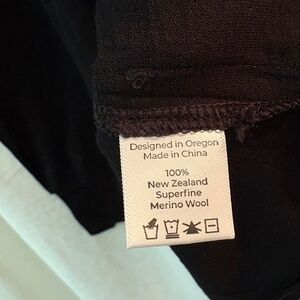 Designed in Oregon
Made in China
100%
New Zealand
Superfine
Merino Wool